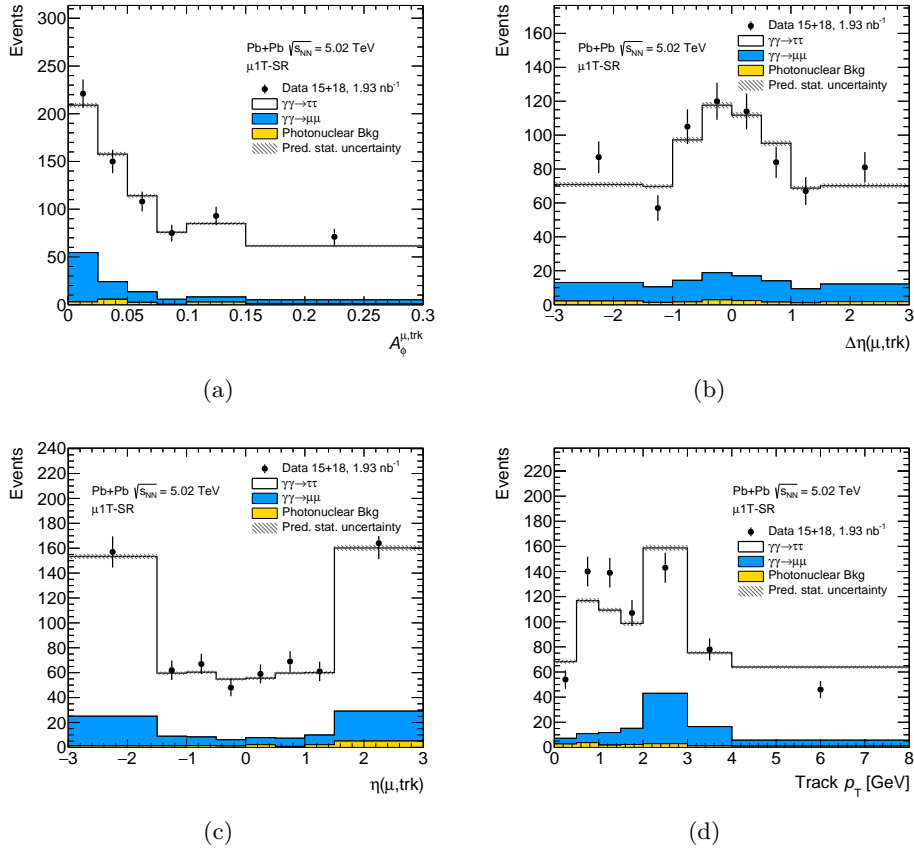 Events
300
250
200
150
100
50
0
Pb+Pb √sNN = 5.02 TeV
μ1T-SR
Data 15+18, 1.93 nb⁻¹
γγ→ττ
γγ→μμ
Photonuclear Bkg
Pred. stat. uncertainty
0 0.05 0.1 0.15 0.2 0.25 0.3
A_ϕ^μ,trk
(a)
Events
160
140
120
100
80
60
40
20
0
Pb+Pb √sNN = 5.02 TeV
μ1T-SR
Data 15+18, 1.93 nb⁻¹
γγ→ττ
γγ→μμ
Photonuclear Bkg
Pred. stat. uncertainty
−3 −2 −1 0 1 2 3
Δη(μ,trk)
(b)
Events
240
220
200
180
160
140
120
100
80
60
40
20
0
Pb+Pb √sNN = 5.02 TeV
μ1T-SR
Data 15+18, 1.93 nb⁻¹
γγ→ττ
γγ→μμ
Photonuclear Bkg
Pred. stat. uncertainty
−3 −2 −1 0 1 2 3
η(μ,trk)
(c)
Events
220
200
180
160
140
120
100
80
60
40
20
0
Pb+Pb √sNN = 5.02 TeV
μ1T-SR
Data 15+18, 1.93 nb⁻¹
γγ→ττ
γγ→μμ
Photonuclear Bkg
Pred. stat. uncertainty
0 1 2 3 4 5 6 7 8
Track p_T [GeV]
(d)